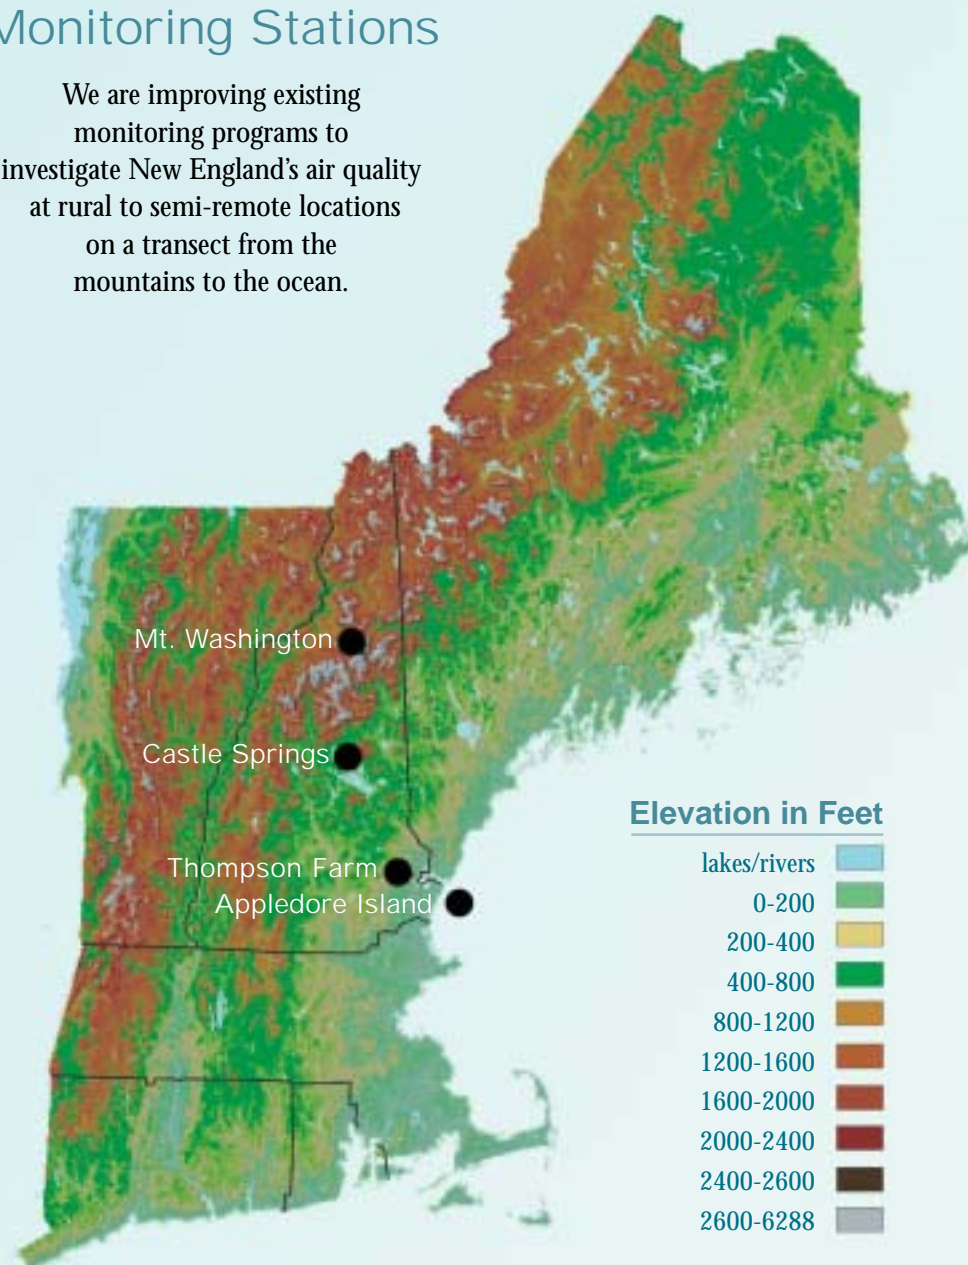 Monitoring Stations
We are improving existing
monitoring programs to
investigate New England's air quality
at rural to semi-remote locations
on a transect from the
mountains to the ocean.
Mt. Washington
Castle Springs
Thompson Farm
Appledore Island
Elevation in Feet
lakes/rivers
0-200
200-400
400-800
800-1200
1200-1600
1600-2000
2000-2400
2400-2600
2600-6288